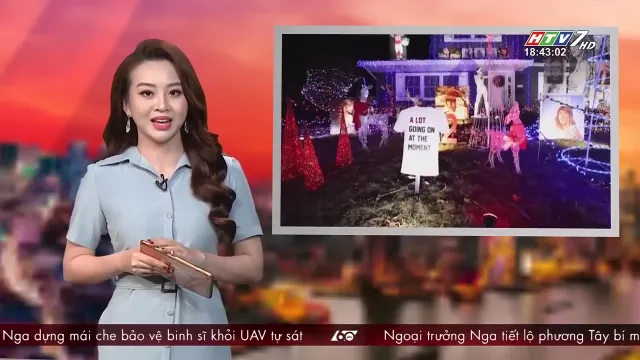 HTV7 HD
18:43:02
A LOT
GOING ON
AT THE
MOMENT
Nga dựng mái che bảo vệ binh sĩ khỏi UAV tự sát
60
Ngoại trưởng Nga tiết lộ phương Tây bí m